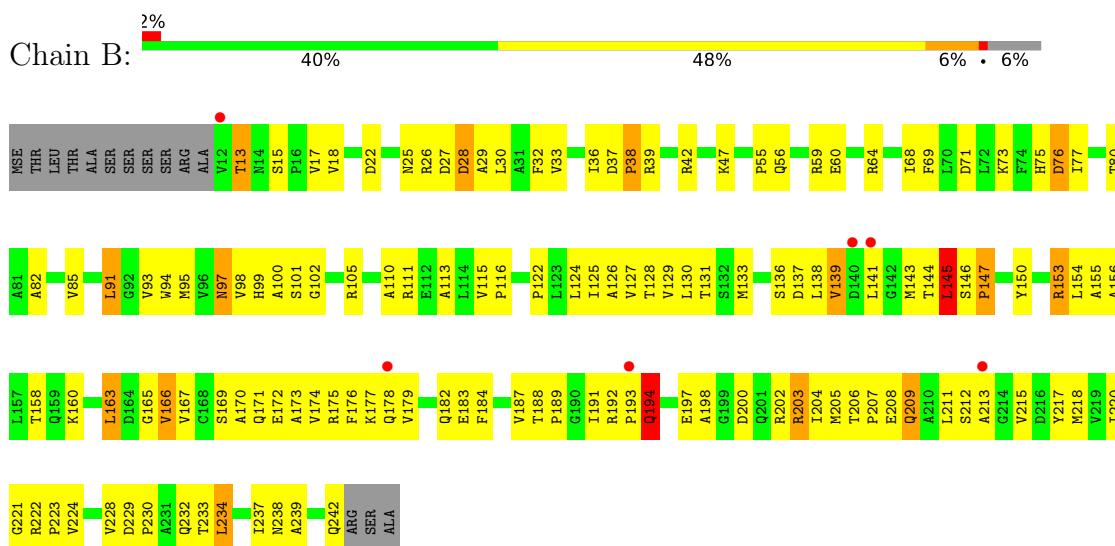 2%
Chain B:
40% 48% 6% • 6%
MSE THR LEU THR ALA SER SER SER SER ARG ALA V12 T13 N14 S15 P16 V17 V18 D22 N25 R26 D27 D28 A29 L30 A31 F32 V33 I36 D37 P38 R39 R42 K47 P55 Q56 R59 E60 R64 I68 F69 L70 D71 L72 K73 F74 H75 D76 I77 T80
A81 A82 V85 L91 G92 V93 W94 M95 V96 N97 V98 H99 A100 S101 G102 R105 A110 R111 E112 A113 L114 V115 P116 P122 L123 L124 I125 A126 V127 T128 V129 L130 T131 S132 M133 S136 D137 L138 V139 D140 L141 G142 M143 T144 L145 S146 P147 Y150 R153 L154 A155 A156
L157 T158 Q159 K160 L163 D164 G165 V166 V167 C168 S169 A170 Q171 E172 A173 V174 R175 F176 K177 Q178 V179 Q182 E183 F184 V187 T188 P189 G190 I191 R192 P193 Q194 E197 A198 G199 D200 Q201 R202 R203 I204 M205 T206 P207 E208 Q209 A210 L211 S212 A213 G214 V215 D216 Y217 M218 V219 I220
G221 R222 P223 V224 V228 D229 P230 A231 Q232 T233 L234 I237 N238 A239 Q242 ARG SER ALA